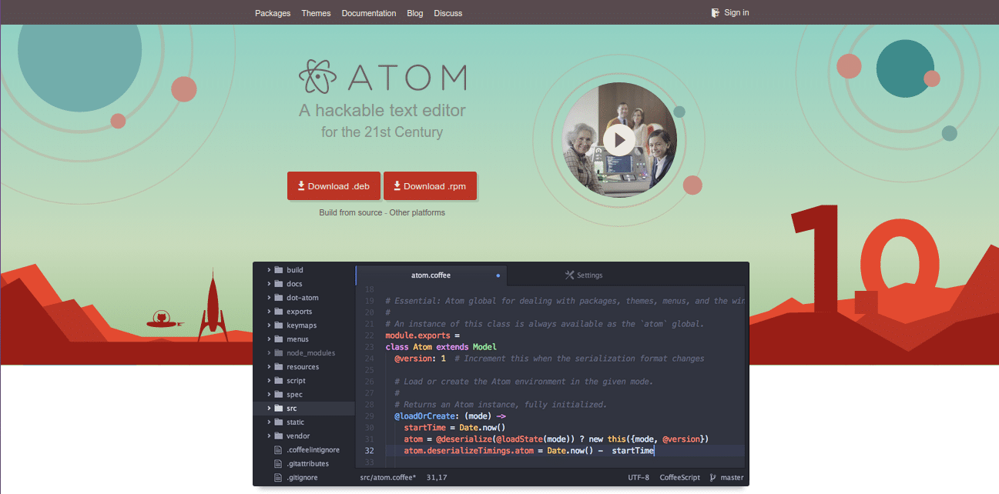 Packages Themes Documentation Blog Discuss Sign in
ATOM
A hackable text editor
for the 21st Century
Download .deb Download .rpm
Build from source - Other platforms
1.0
build
docs
dot-atom
exports
keymaps
menus
node_modules
resources
script
spec
src
static
vendor
.coffeelintignore
.gitattributes
.gitignore
atom.coffee Settings
18
19 # Essential: Atom global for dealing with packages, themes, menus, and the win
20 #
21 # An instance of this class is always available as the `atom` global.
22 module.exports =
23 class Atom extends Model
24 @version: 1 # Increment this when the serialization format changes
25
26 # Load or create the Atom environment in the given mode.
27 #
28 # Returns an Atom instance, fully initialized.
29 @loadOrCreate: (mode) ->
30 startTime = Date.now()
31 atom = @deserialize(@loadState(mode)) ? new this({mode, @version})
32 atom.deserializeTimings.atom = Date.now() - startTime
33
src/atom.coffee* 31,17 UTF-8 CoffeeScript master